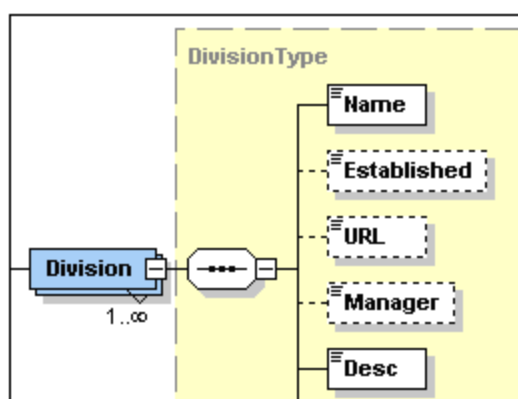 DivisionType
Name
Established
URL
Division
1..∞
Manager
Desc